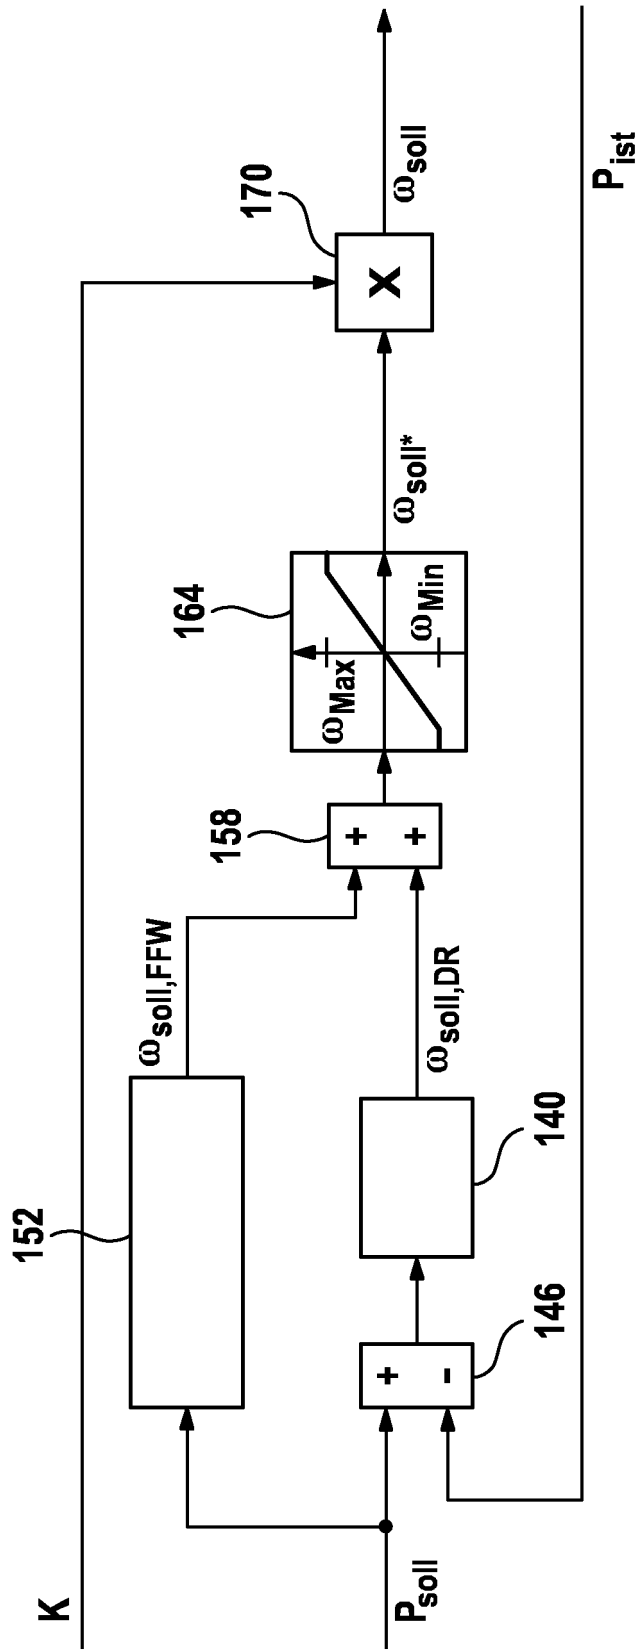 K
P_soll
152
ω_soll,FFW
+
-
146
140
ω_soll,DR
158
+
+
164
ω_Max
ω_Min
ω_soll*
170
X
ω_soll
P_ist